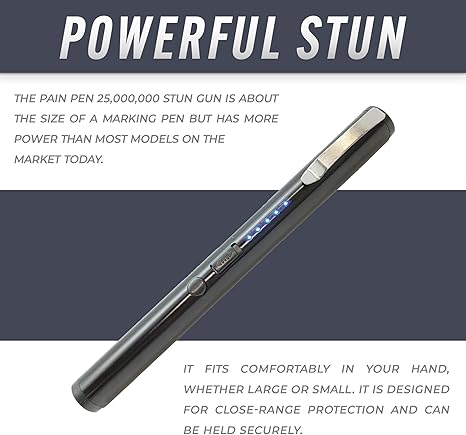 POWERFUL STUN
THE PAIN PEN 25,000,000 STUN GUN IS ABOUT
THE SIZE OF A MARKING PEN BUT HAS MORE
POWER THAN MOST MODELS ON THE
MARKET TODAY.
IT FITS COMFORTABLY IN YOUR HAND,
WHETHER LARGE OR SMALL. IT IS DESIGNED
FOR CLOSE-RANGE PROTECTION AND CAN
BE HELD SECURELY.